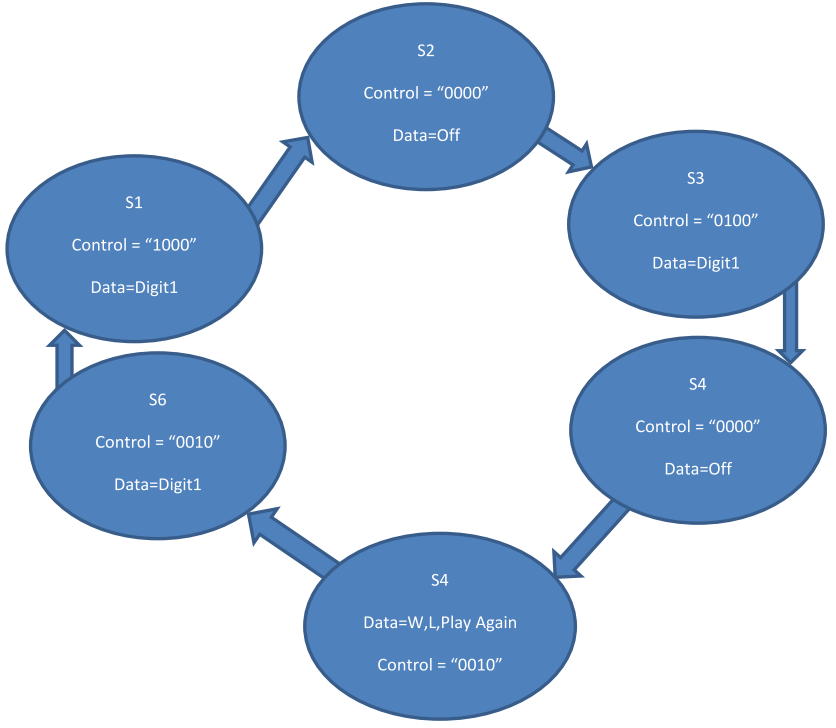 S2
Control = “0000”
Data=Off
S3
Control = “0100”
Data=Digit1
S1
Control = “1000”
Data=Digit1
S4
Control = “0000”
Data=Off
S6
Control = “0010”
Data=Digit1
S4
Data=W,L,Play Again
Control = “0010”